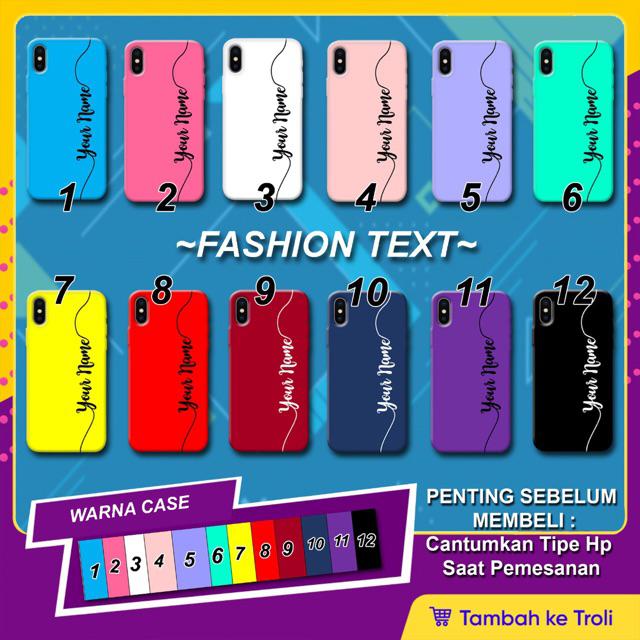 Your Name
Your Name
Your Name
Your Name
Your Name
Your Name
1 2 3 4 5 6
~FASHION TEXT~
7 8 9 10 11 12
Your Name
Your Name
Your Name
Your Name
Your Name
Your Name
WARNA CASE
1 2 3 4 5 6 7 8 9 10 11 12
PENTING SEBELUM
MEMBELI :
Cantumkan Tipe Hp
Saat Pemesanan
Tambah ke Troli